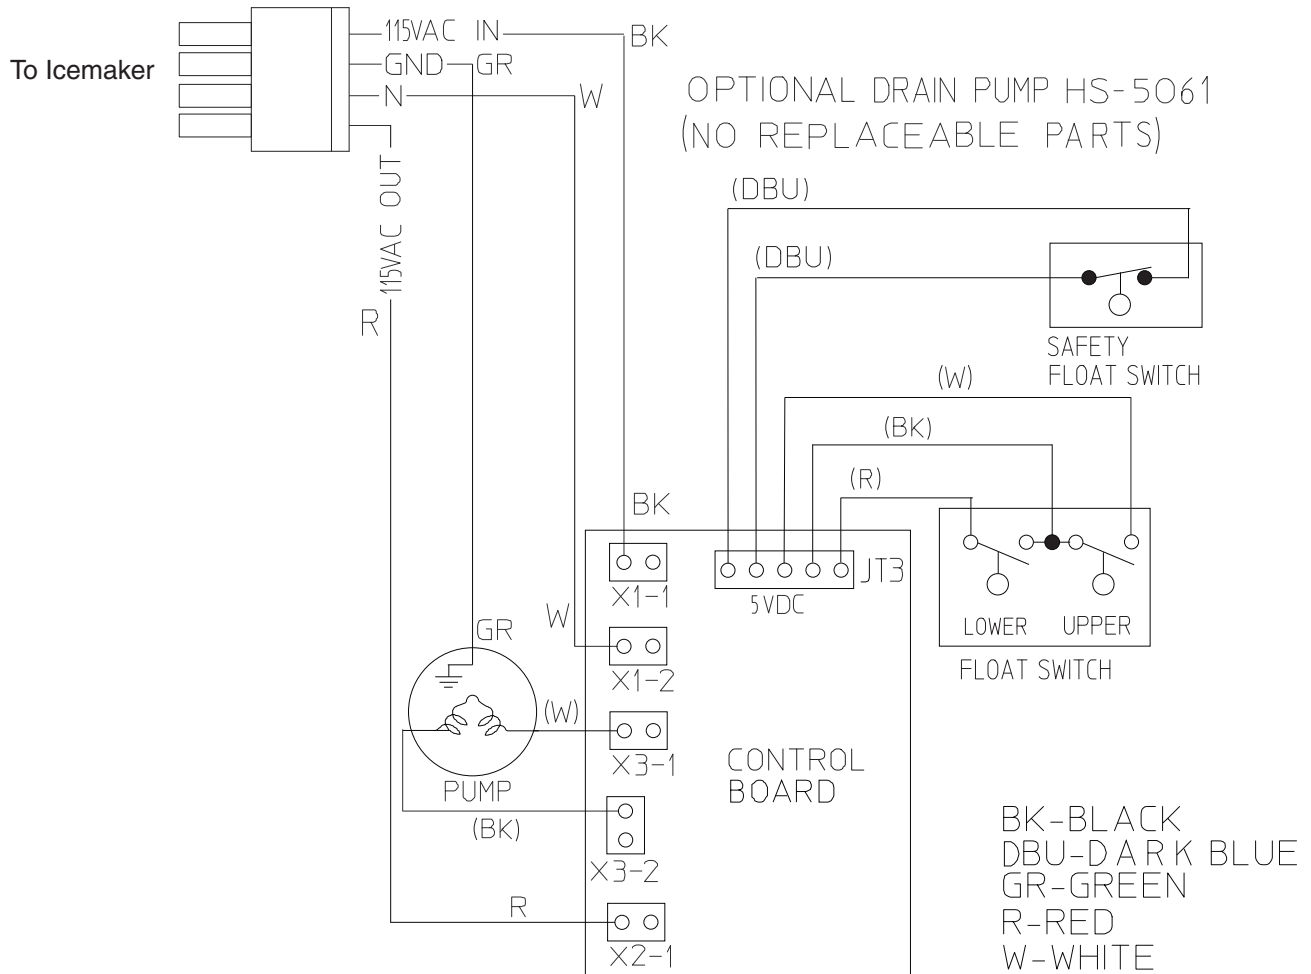 To Icemaker
115VAC IN
BK
GND
GR
N
W
115VAC OUT
R
OPTIONAL DRAIN PUMP HS-5061
(NO REPLACEABLE PARTS)
(DBU)
(DBU)
SAFETY
FLOAT SWITCH
(W)
(BK)
(R)
BK
X1-1
JT3
5VDC
LOWER
UPPER
FLOAT SWITCH
W
X1-2
GR
(W)
X3-1
PUMP
(BK)
X3-2
R
X2-1
CONTROL
BOARD
BK-BLACK
DBU-DARK BLUE
GR-GREEN
R-RED
W-WHITE